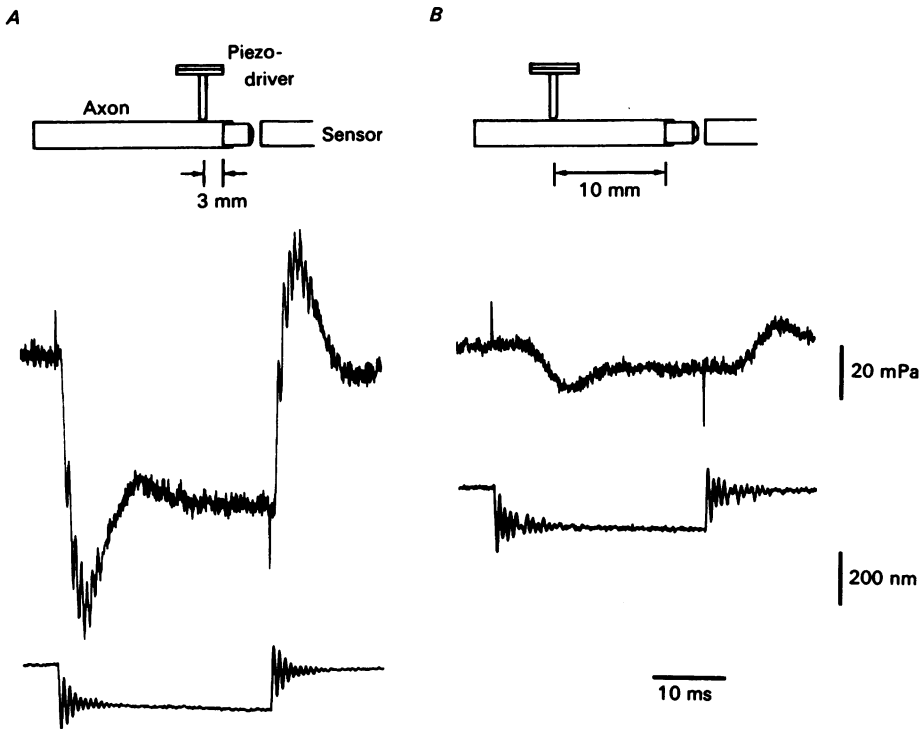 A
Piezo-
driver
Axon
Sensor
3 mm
B
10 mm
20 mPa
200 nm
10 ms